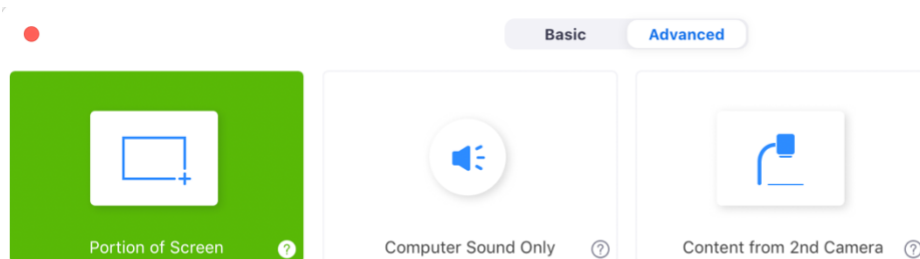 Basic Advanced
Portion of Screen ? Computer Sound Only ? Content from 2nd Camera ?